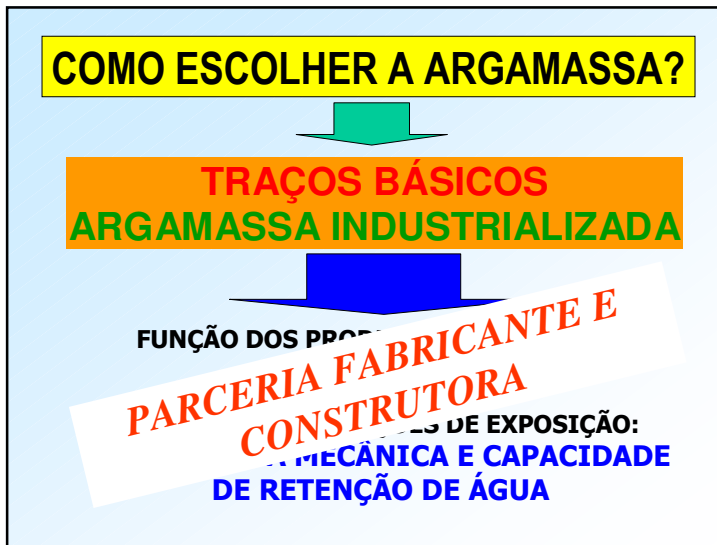 COMO ESCOLHER A ARGAMASSA?
TRAÇOS BÁSICOS
ARGAMASSA INDUSTRIALIZADA
FUNÇÃO DOS
PARCERIA FABRICANTE E
CONSTRUTORA
DE EXPOSIÇÃO:
MECÂNICA E CAPACIDADE
DE RETENÇÃO DE ÁGUA